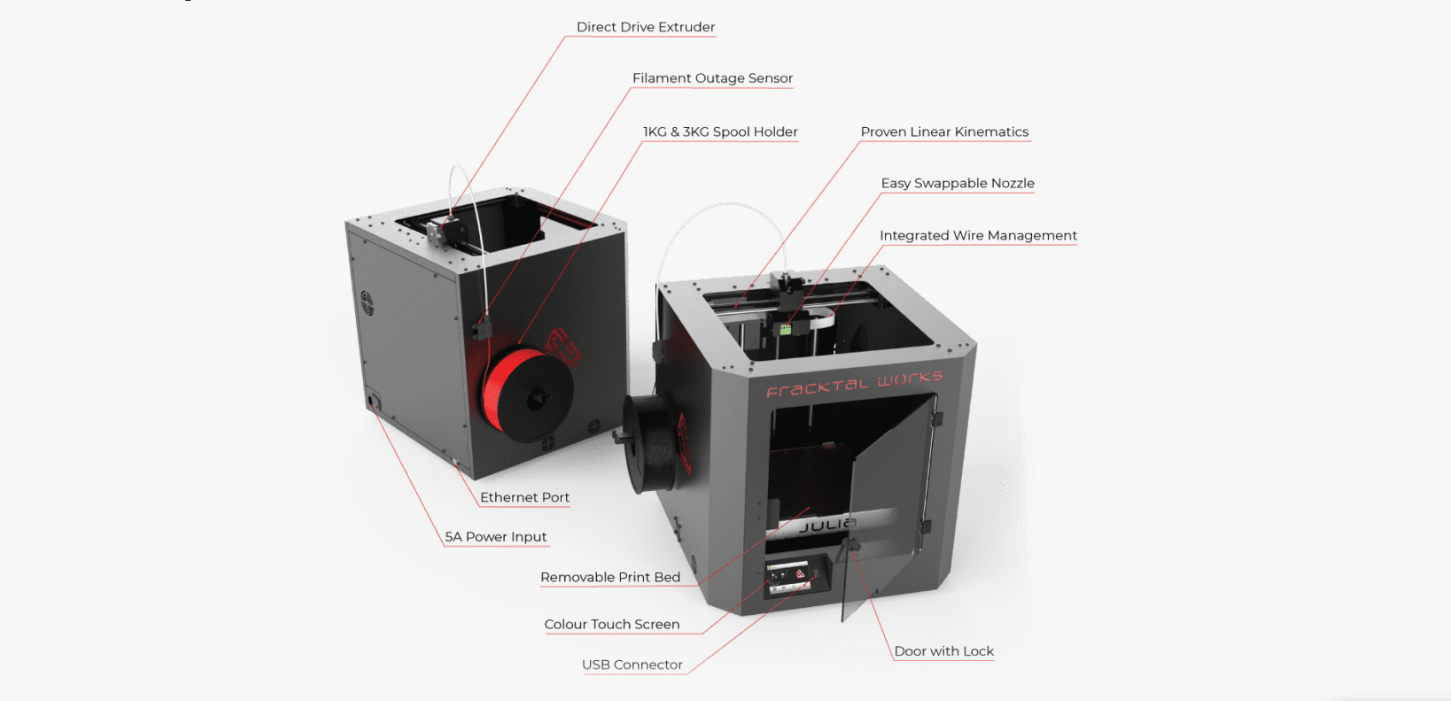 Direct Drive Extruder
Filament Outage Sensor
1KG & 3KG Spool Holder
Proven Linear Kinematics
Easy Swappable Nozzle
Integrated Wire Management
Fracktal Works
JULIA
Ethernet Port
5A Power Input
Removable Print Bed
Colour Touch Screen
USB Connector
Door with Lock